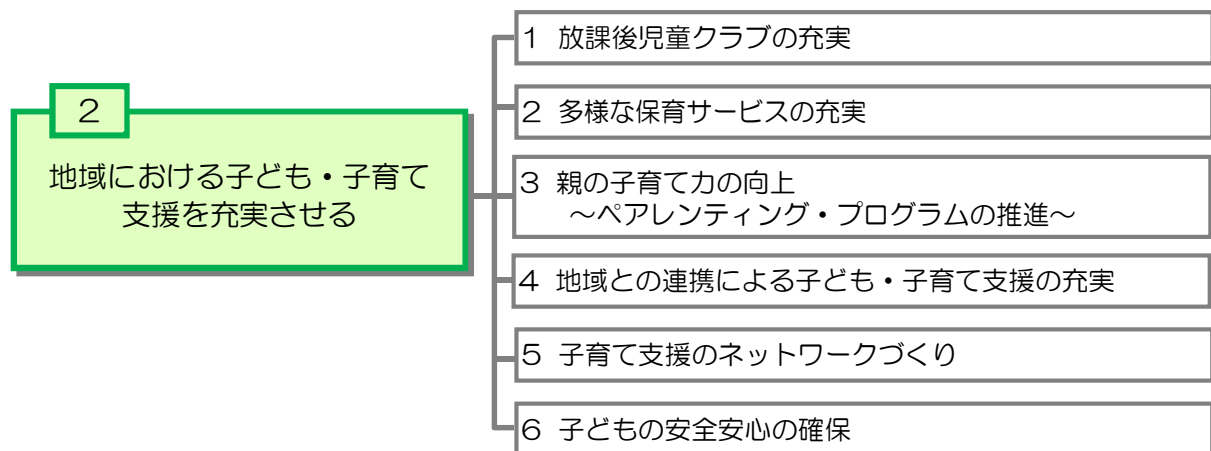 2
地域における子ども・子育て
支援を充実させる
1 放課後児童クラブの充実
2 多様な保育サービスの充実
3 親の子育て力の向上
～ペアレンティング・プログラムの推進～
4 地域との連携による子ども・子育て支援の充実
5 子育て支援のネットワークづくり
6 子どもの安全安心の確保